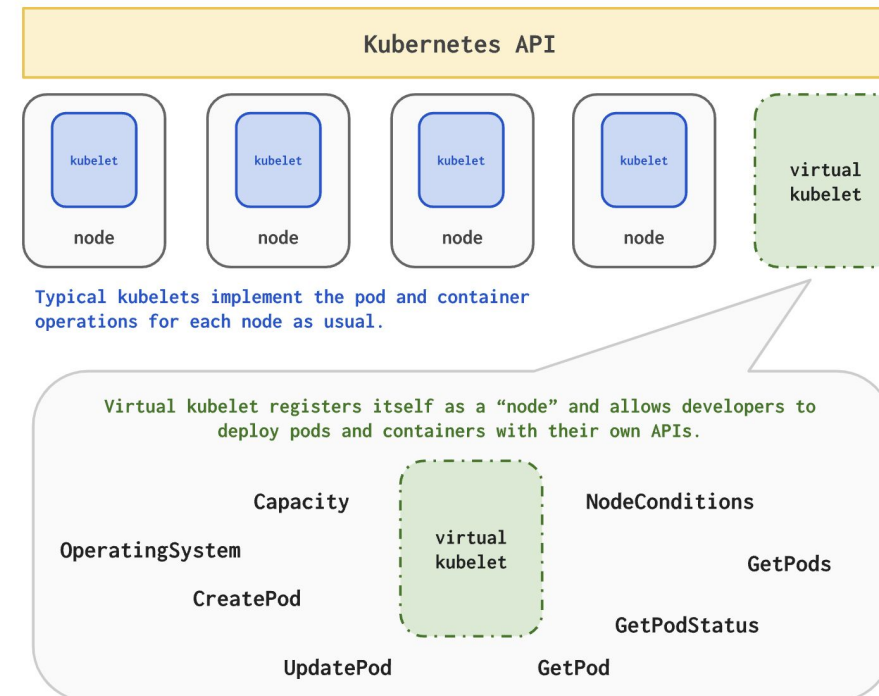 Kubernetes API
kubelet
kubelet
kubelet
kubelet
virtual
kubelet
node
node
node
node
Typical kubelets implement the pod and container
operations for each node as usual.
Virtual kubelet registers itself as a “node” and allows developers to
deploy pods and containers with their own APIs.
Capacity
NodeConditions
virtual
kubelet
OperatingSystem
GetPods
CreatePod
GetPodStatus
UpdatePod
GetPod